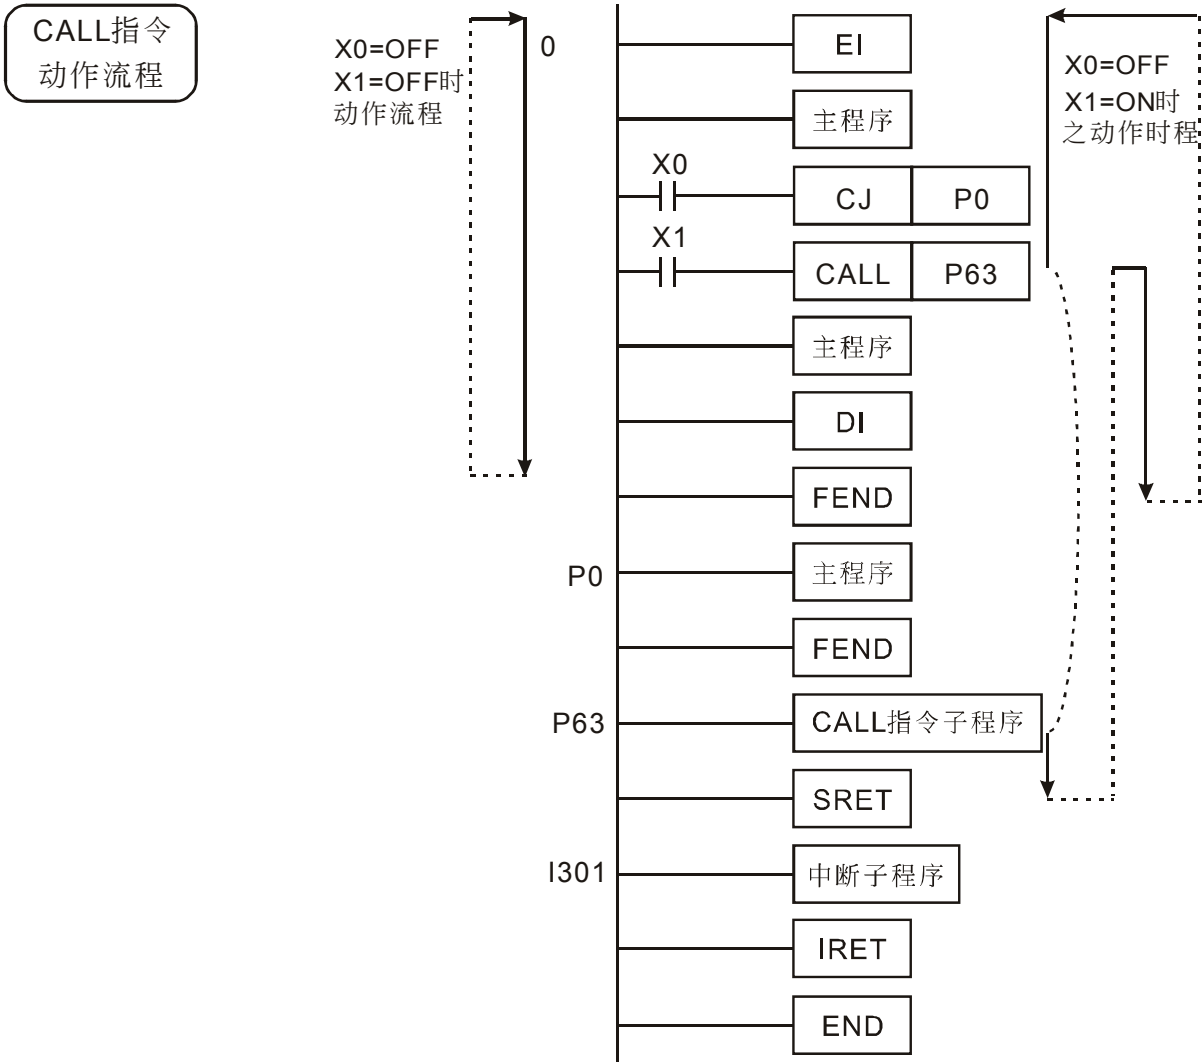 CALL指令
动作流程
X0=OFF
X1=OFF时
动作流程
0
EI
X0=OFF
X1=ON时
之动作时程
主程序
X0
CJ P0
X1
CALL P63
主程序
DI
FEND
P0 主程序
FEND
P63 CALL指令子程序
SRET
I301 中断子程序
IRET
END